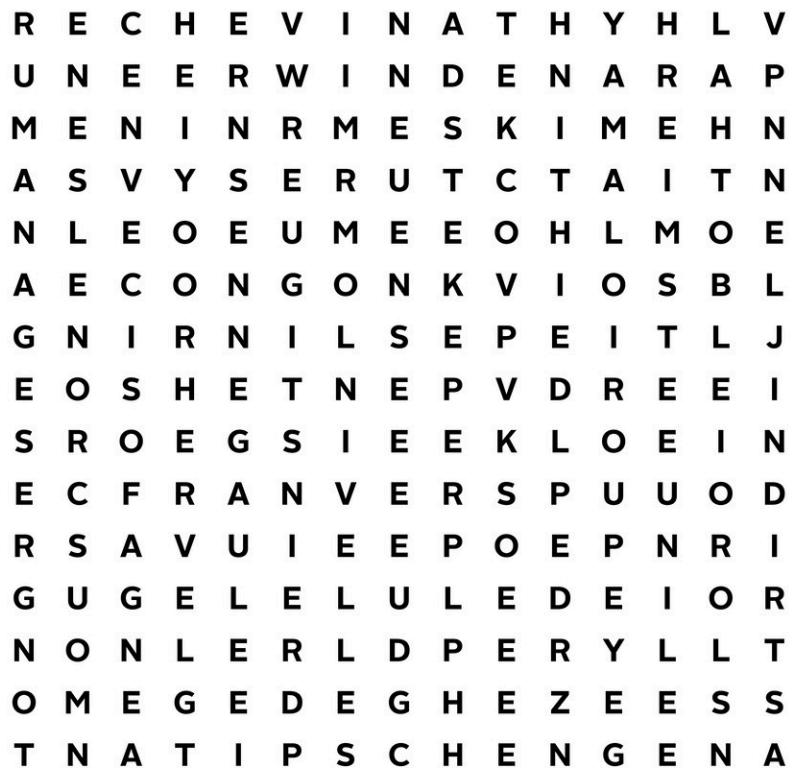 R E C H E V I N A T H Y H L V
U N E E R W I N D E N A R A P
M E N I N R M E S K I M E H N
A S V Y S E R U T C T A I T N
N L E O E U M E E O H L M O E
A E C O N G O N K V I O S B L
G N I R N I L S E P E I T L J
E O S H E T N E P V D R E E I
S R O E G S I E E K L O E I N
E C F R A N V E R S P U U O D
R S A V U I E E P O E P N R I
G U G E L E L U L E D E I O R
N O N L E R L D P E R Y L L T
O M E G E D E G H E Z E E S S
T N A T I P S C H E N G E N A